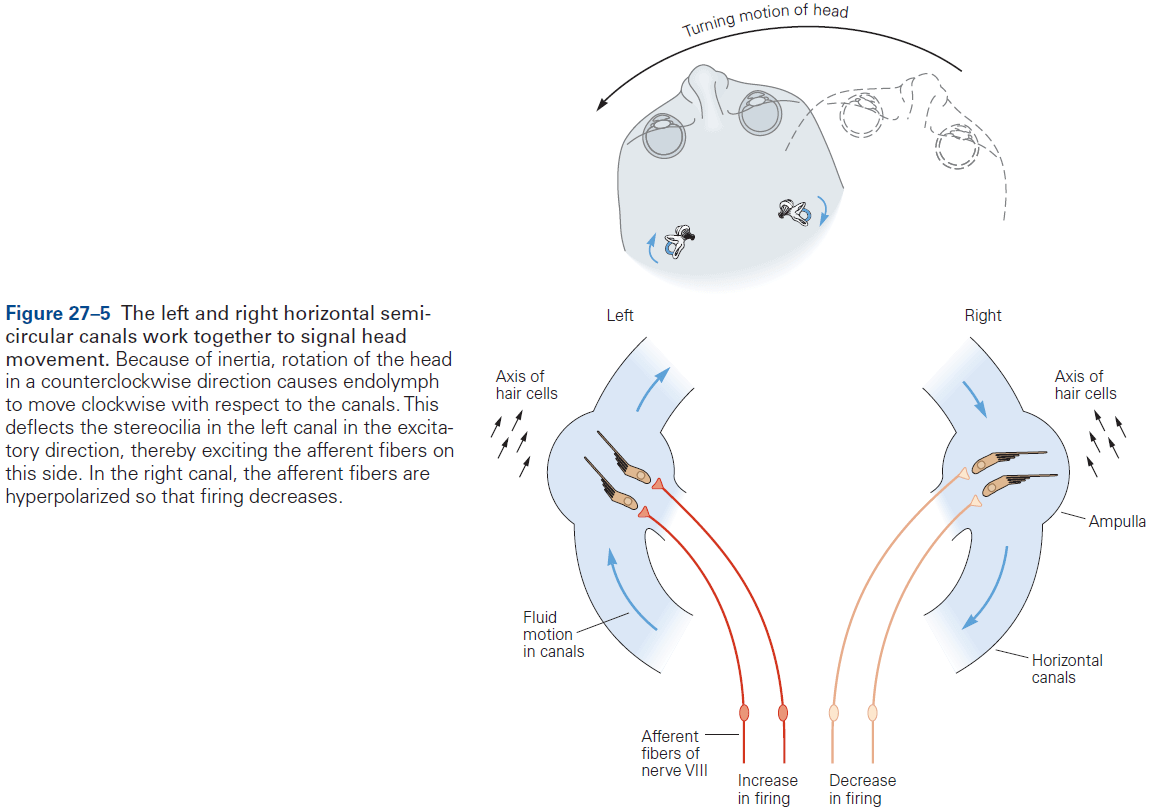 Turning motion of head
Figure 27–5 The left and right horizontal semi-
circular canals work together to signal head
movement. Because of inertia, rotation of the head
in a counterclockwise direction causes endolymph
to move clockwise with respect to the canals. This
deflects the stereocilia in the left canal in the excita-
tory direction, thereby exciting the afferent fibers on
this side. In the right canal, the afferent fibers are
hyperpolarized so that firing decreases.
Left
Right
Axis of
hair cells
Axis of
hair cells
Ampulla
Fluid
motion
in canals
Horizontal
canals
Afferent
fibers of
nerve VIII
Increase
in firing
Decrease
in firing